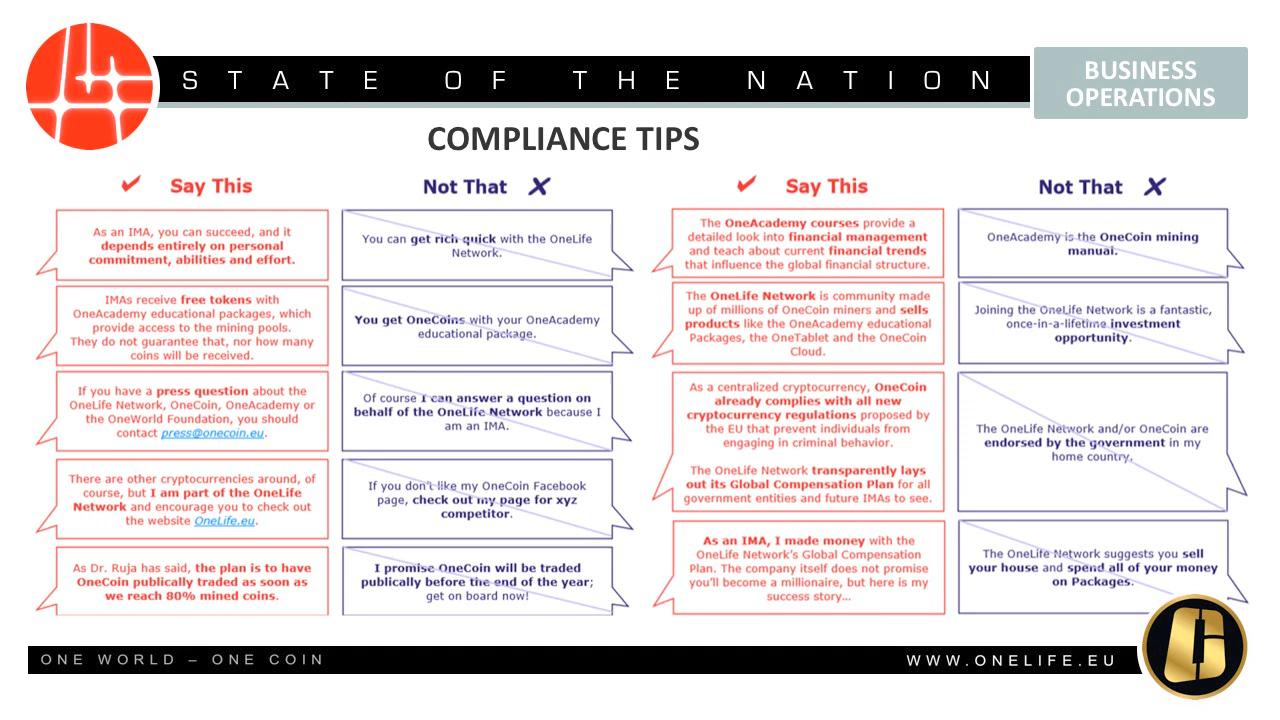 STATE OF THE NATION
BUSINESS
OPERATIONS
COMPLIANCE TIPS
✓ Say This
Not That ✗
As an IMA, you can succeed, and it
depends entirely on personal
commitment, abilities and effort.
You can get rich quick with the OneLife
Network.
IMAs receive free tokens with
OneAcademy educational packages, which
provide access to the mining pools.
They do not guarantee that, nor how many
coins will be received.
You get OneCoins with your OneAcademy
educational package.
If you have a press question about the
OneLife Network, OneCoin, OneAcademy or
the OneWorld Foundation, you should
contact press@onecoin.eu.
Of course I can answer a question on
behalf of the OneLife Network because I
am an IMA.
There are other cryptocurrencies around, of
course, but I am part of the OneLife
Network and encourage you to check out
the website OneLife.eu.
If you don't like my OneCoin Facebook
page, check out my page for xyz
competitor.
As Dr. Ruja has said, the plan is to have
OneCoin publically traded as soon as
we reach 80% mined coins.
I promise OneCoin will be traded
publically before the end of the year;
get on board now!
✓ Say This
Not That ✗
The OneAcademy courses provide a
detailed look into financial management
and teach about current financial trends
that influence the global financial structure.
OneAcademy is the OneCoin mining
manual.
The OneLife Network is community made
up of millions of OneCoin miners and sells
products like the OneAcademy educational
Packages, the OneTablet and the OneCoin
Cloud.
Joining the OneLife Network is a fantastic,
once-in-a-lifetime investment
opportunity.
As a centralized cryptocurrency, OneCoin
already complies with all new
cryptocurrency regulations proposed by
the EU that prevent individuals from
engaging in criminal behavior.
The OneLife Network transparently lays
out its Global Compensation Plan for all
government entities and future IMAs to see.
The OneLife Network and/or OneCoin are
endorsed by the government in my
home country.
As an IMA, I made money with the
OneLife Network's Global Compensation
Plan. The company itself does not promise
you'll become a millionaire, but here is my
success story...
The OneLife Network suggests you sell
your house and spend all of your money
on Packages.
ONE WORLD – ONE COIN
WWW.ONELIFE.EU